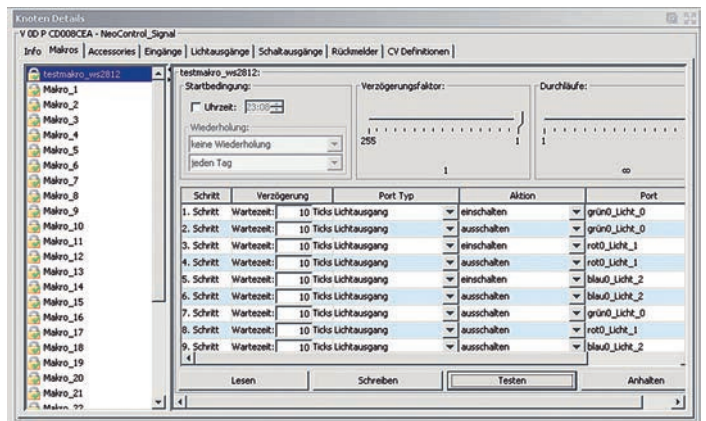 Knoten Details
V 0D P CD008CEA - NeoControl_Signal
Info Makros Accessories Eingänge Lichtausgänge Schaltausgänge Rückmelder CV Definitionen
testmakro_ws2812
Makro_1
Makro_2
Makro_3
Makro_4
Makro_5
Makro_6
Makro_7
Makro_8
Makro_9
Makro_10
Makro_11
Makro_12
Makro_13
Makro_14
Makro_15
Makro_16
Makro_17
Makro_18
Makro_19
Makro_20
Makro_21
Makro_22
testmakro_ws2812:
Startbedingung:
Uhrzeit: 23:08
Wiederholung:
keine Wiederholung
jeden Tag
Verzögerungsfaktor:
255 1
1
Durchläufe:
1
∞
Schritt Verzögerung Port Typ Aktion Port
1. Schritt Wartezeit: 10 Ticks Lichtausgang einschalten grün0_Licht_0
2. Schritt Wartezeit: 10 Ticks Lichtausgang ausschalten grün0_Licht_0
3. Schritt Wartezeit: 10 Ticks Lichtausgang einschalten rot0_Licht_1
4. Schritt Wartezeit: 10 Ticks Lichtausgang ausschalten rot0_Licht_1
5. Schritt Wartezeit: 10 Ticks Lichtausgang einschalten blau0_Licht_2
6. Schritt Wartezeit: 10 Ticks Lichtausgang ausschalten blau0_Licht_2
7. Schritt Wartezeit: 10 Ticks Lichtausgang ausschalten grün0_Licht_0
8. Schritt Wartezeit: 10 Ticks Lichtausgang ausschalten rot0_Licht_1
9. Schritt Wartezeit: 10 Ticks Lichtausgang ausschalten blau0_Licht_2
Lesen Schreiben Testen Anhalten